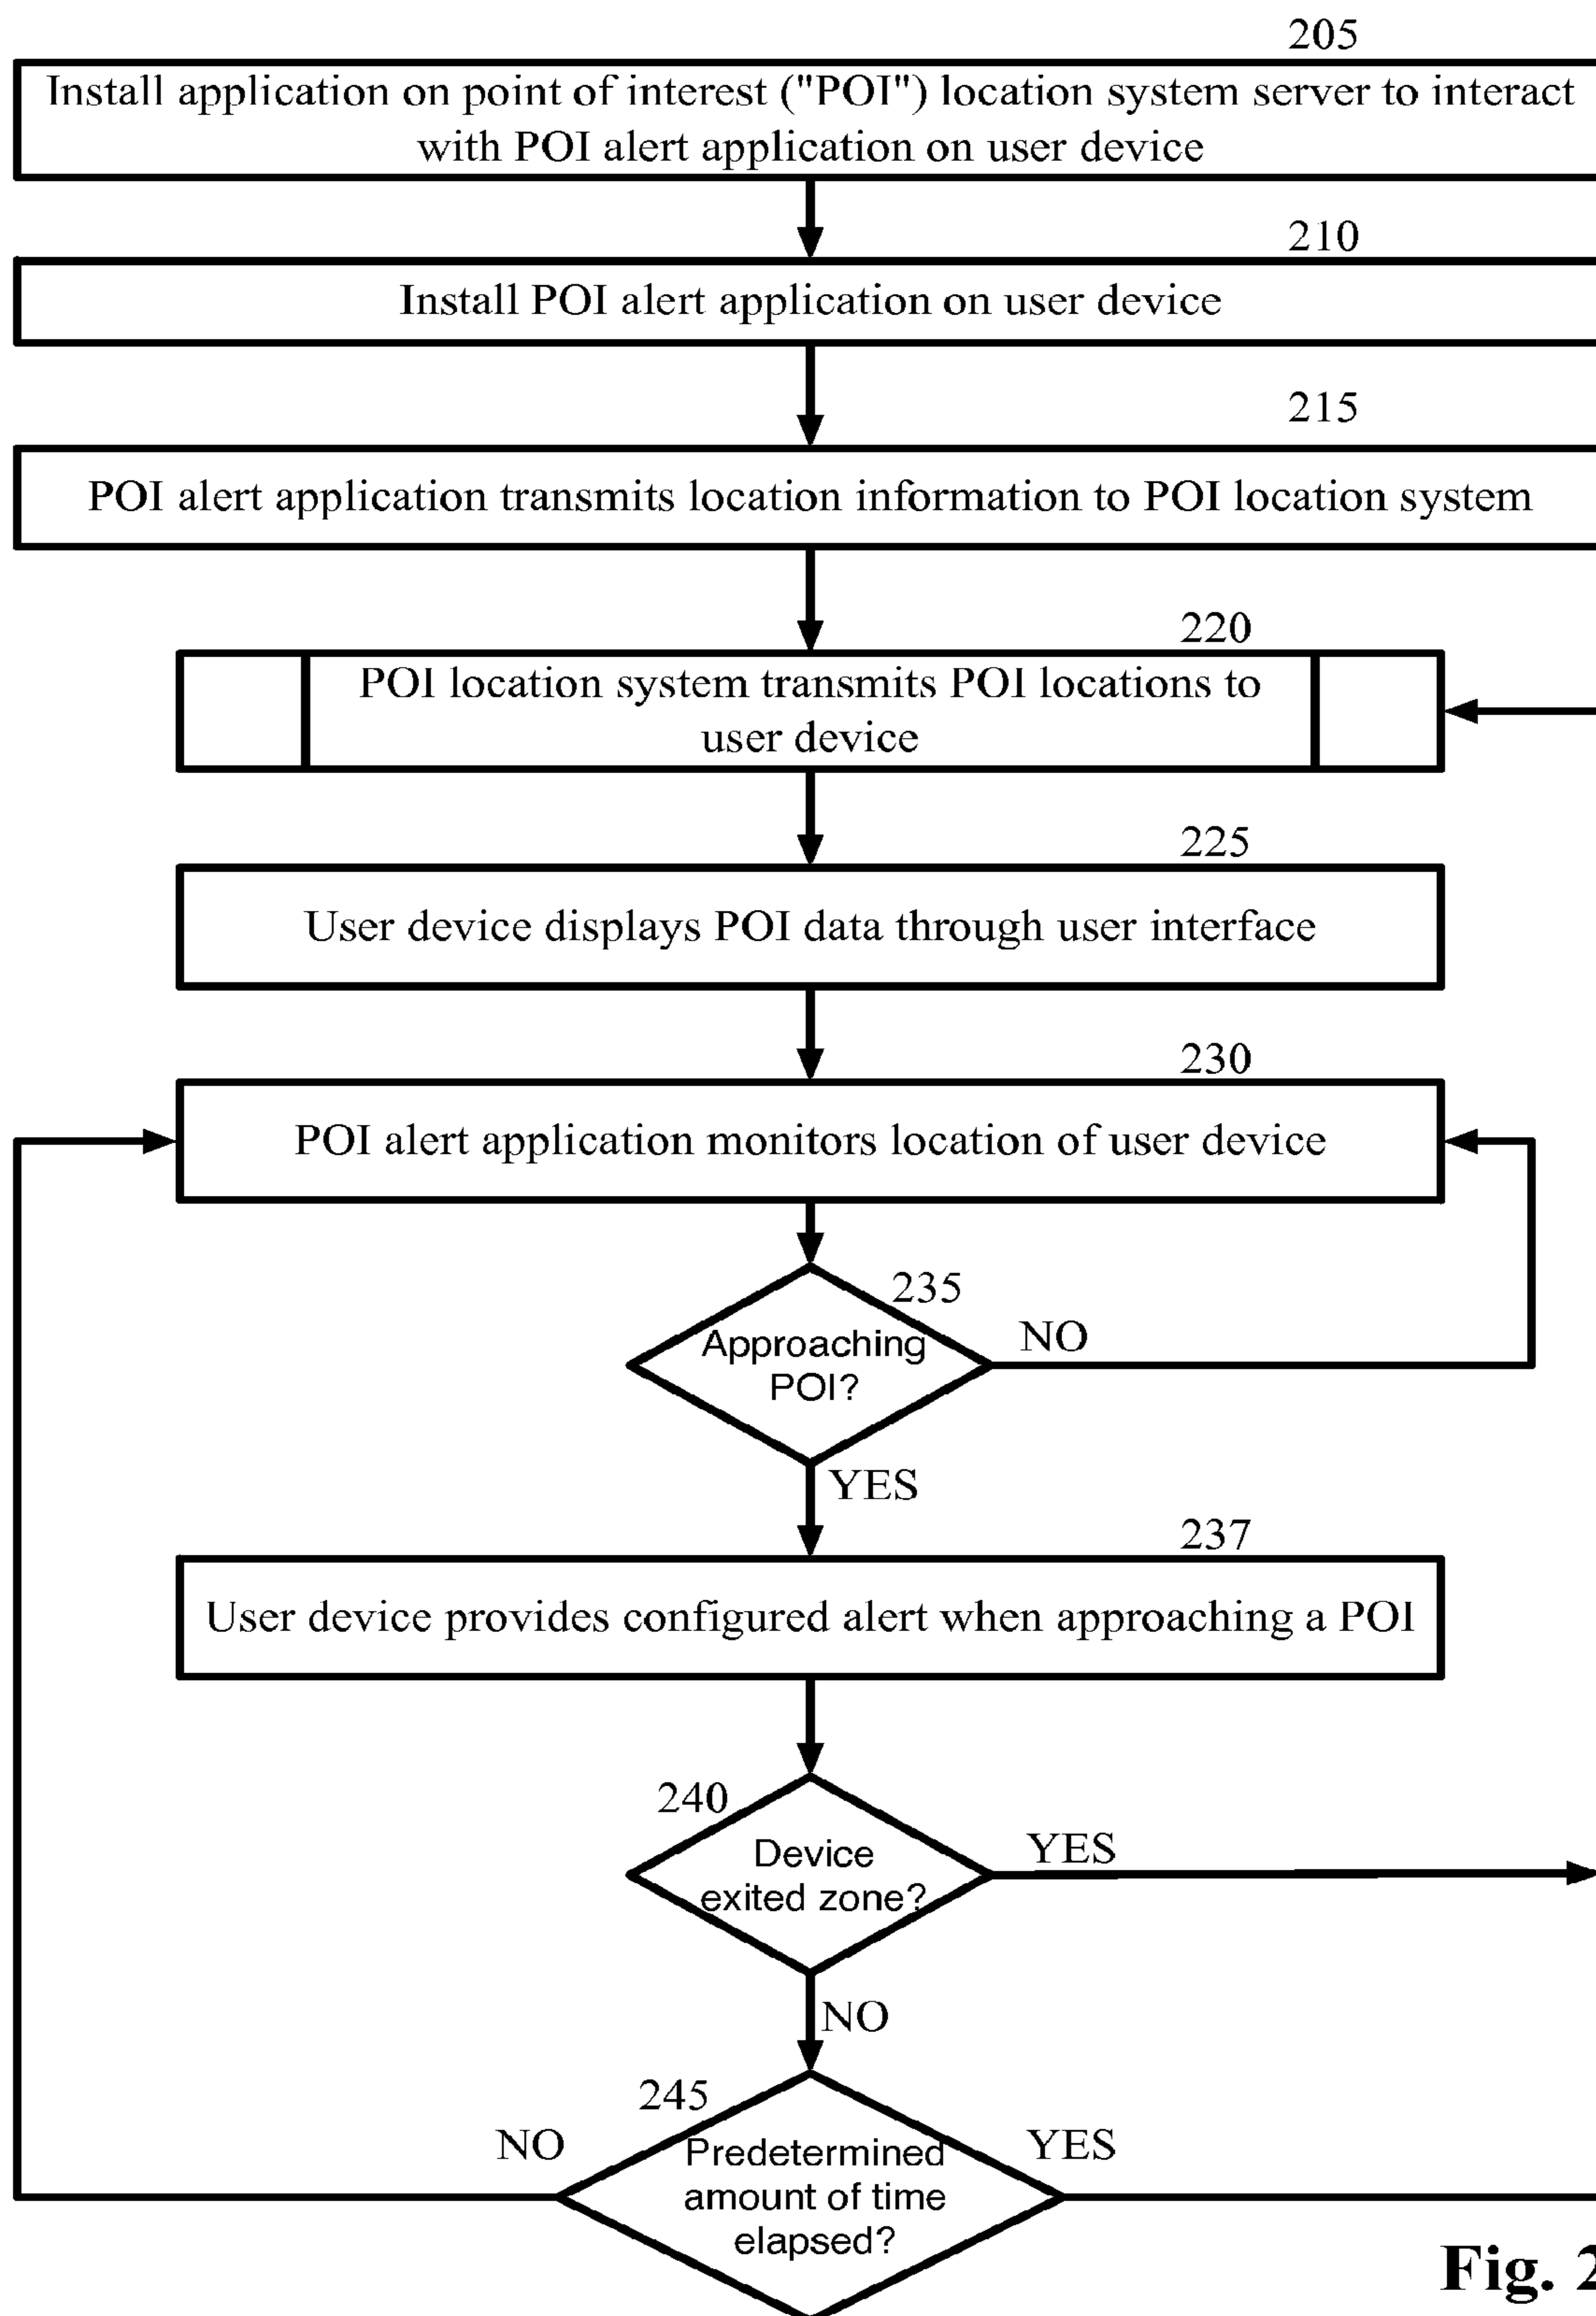 205
Install application on point of interest ("POI") location system server to interact
with POI alert application on user device
210
Install POI alert application on user device
215
POI alert application transmits location information to POI location system
220
POI location system transmits POI locations to
user device
225
User device displays POI data through user interface
230
POI alert application monitors location of user device
235
Approaching
POI?
NO
YES
237
User device provides configured alert when approaching a POI
240
Device
exited zone?
YES
NO
245
NO
Predetermined
amount of time
elapsed?
YES
Fig. 2